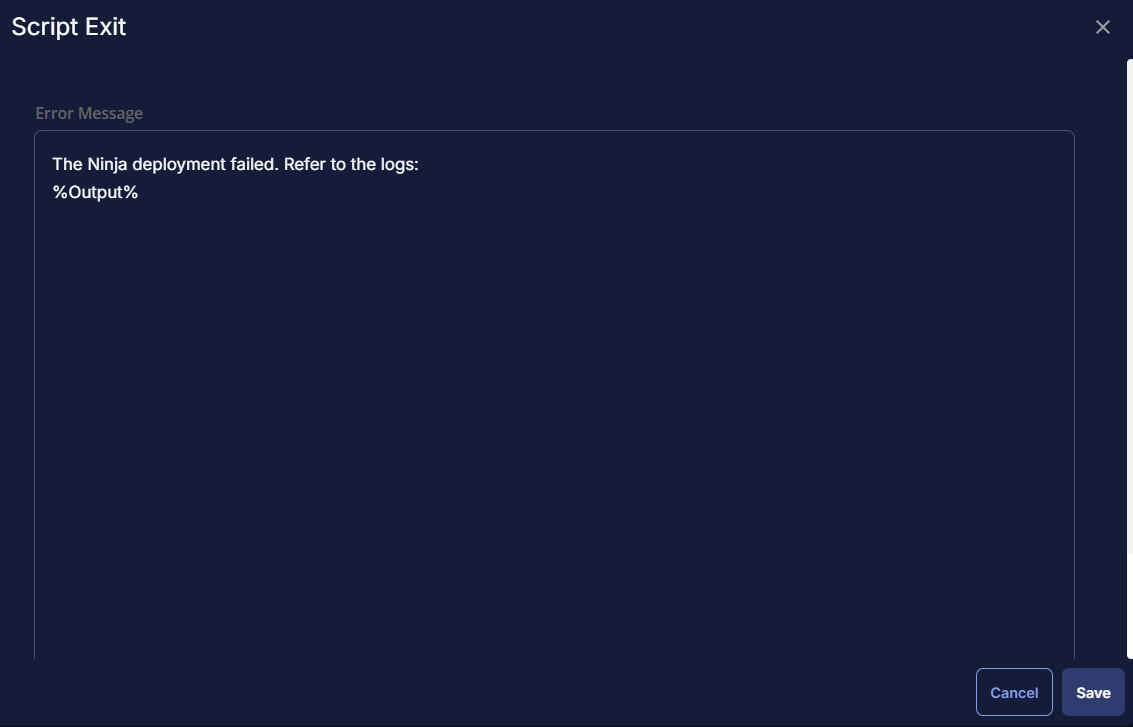 Script Exit
Error Message
The Ninja deployment failed. Refer to the logs:
%Output%
Cancel Save